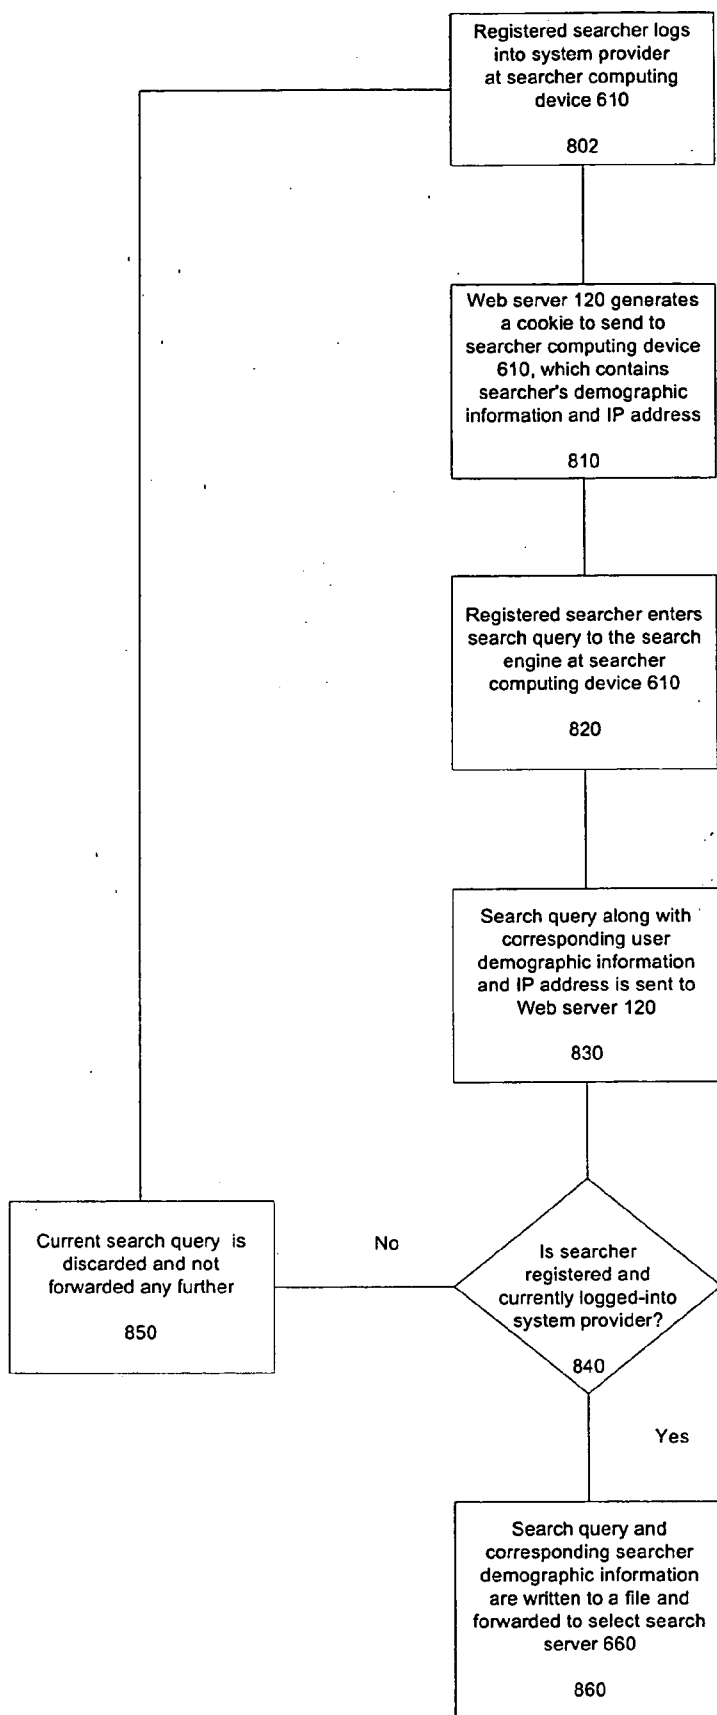 Registered searcher logs
into system provider
at searcher computing
device 610
802
Web server 120 generates
a cookie to send to
searcher computing device
610, which contains
searcher's demographic
information and IP address
810
Registered searcher enters
search query to the search
engine at searcher
computing device 610
820
Search query along with
corresponding user
demographic information
and IP address is sent to
Web server 120
830
Is searcher
registered and
currently logged-into
system provider?
840
No
Current search query is
discarded and not
forwarded any further
850
Yes
Search query and
corresponding searcher
demographic information
are written to a file and
forwarded to select search
server 660
860